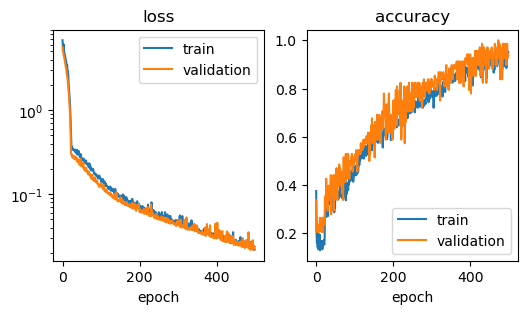 loss
train
validation
10⁰
10⁻¹
0
200
400
epoch
accuracy
1.0
0.8
0.6
0.4
0.2
train
validation
0
200
400
epoch